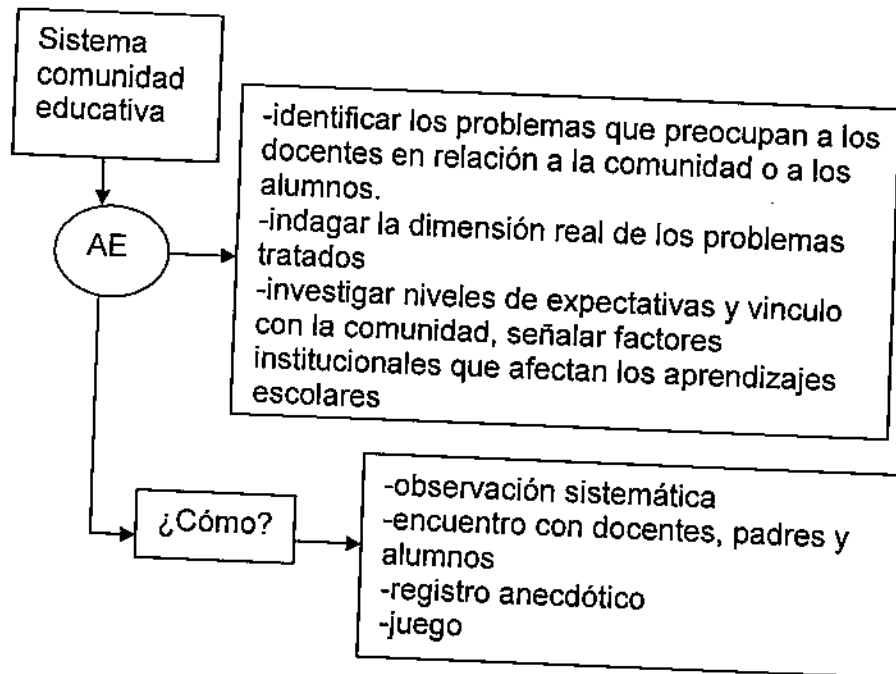 Sistema
comunidad
educativa
-identificar los problemas que preocupan a los
docentes en relación a la comunidad o a los
alumnos.
-indagar la dimensión real de los problemas
tratados
-investigar niveles de expectativas y vinculo
con la comunidad, señalar factores
institucionales que afectan los aprendizajes
escolares
AE
¿Cómo?
-observación sistemática
-encuentro con docentes, padres y
alumnos
-registro anecdótico
-juego